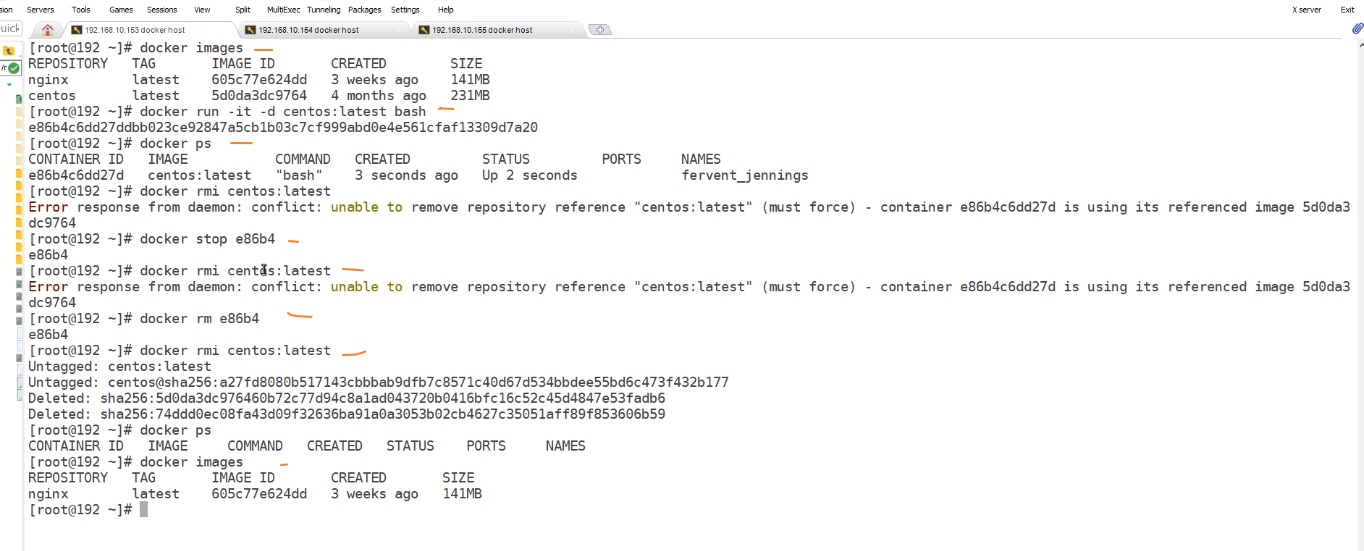 sion Servers Tools Games Sessions View Split MultiExec Tunneling Packages Settings Help X server Exit
uick 192.168.10.153 docker host 192.168.10.154 docker host 192.168.10.155 docker host
[root@192 ~]# docker images
REPOSITORY TAG IMAGE ID CREATED SIZE
nginx latest 605c77e624dd 3 weeks ago 141MB
centos latest 5d0da3dc9764 4 months ago 231MB
[root@192 ~]# docker run -it -d centos:latest bash
e86b4c6dd27ddbb023ce92847a5cb1b03c7cf999abd0e4e561cfaf13309d7a20
[root@192 ~]# docker ps
CONTAINER ID IMAGE COMMAND CREATED STATUS PORTS NAMES
e86b4c6dd27d centos:latest "bash" 3 seconds ago Up 2 seconds fervent_jennings
[root@192 ~]# docker rmi centos:latest
Error response from daemon: conflict: unable to remove repository reference "centos:latest" (must force) - container e86b4c6dd27d is using its referenced image 5d0da3
dc9764
[root@192 ~]# docker stop e86b4
e86b4
[root@192 ~]# docker rmi centos:latest
Error response from daemon: conflict: unable to remove repository reference "centos:latest" (must force) - container e86b4c6dd27d is using its referenced image 5d0da3
dc9764
[root@192 ~]# docker rm e86b4
e86b4
[root@192 ~]# docker rmi centos:latest
Untagged: centos:latest
Untagged: centos@sha256:a27fd8080b517143cbbbab9dfb7c8571c40d67d534bbdee55bd6c473f432b177
Deleted: sha256:5d0da3dc976460b72c77d94c8a1ad043720b0416bfc16c52c45d4847e53fadb6
Deleted: sha256:74ddd0ec08fa43d09f32636ba91a0a3053b02cb4627c35051aff89f853606b59
[root@192 ~]# docker ps
CONTAINER ID IMAGE COMMAND CREATED STATUS PORTS NAMES
[root@192 ~]# docker images
REPOSITORY TAG IMAGE ID CREATED SIZE
nginx latest 605c77e624dd 3 weeks ago 141MB
[root@192 ~]#